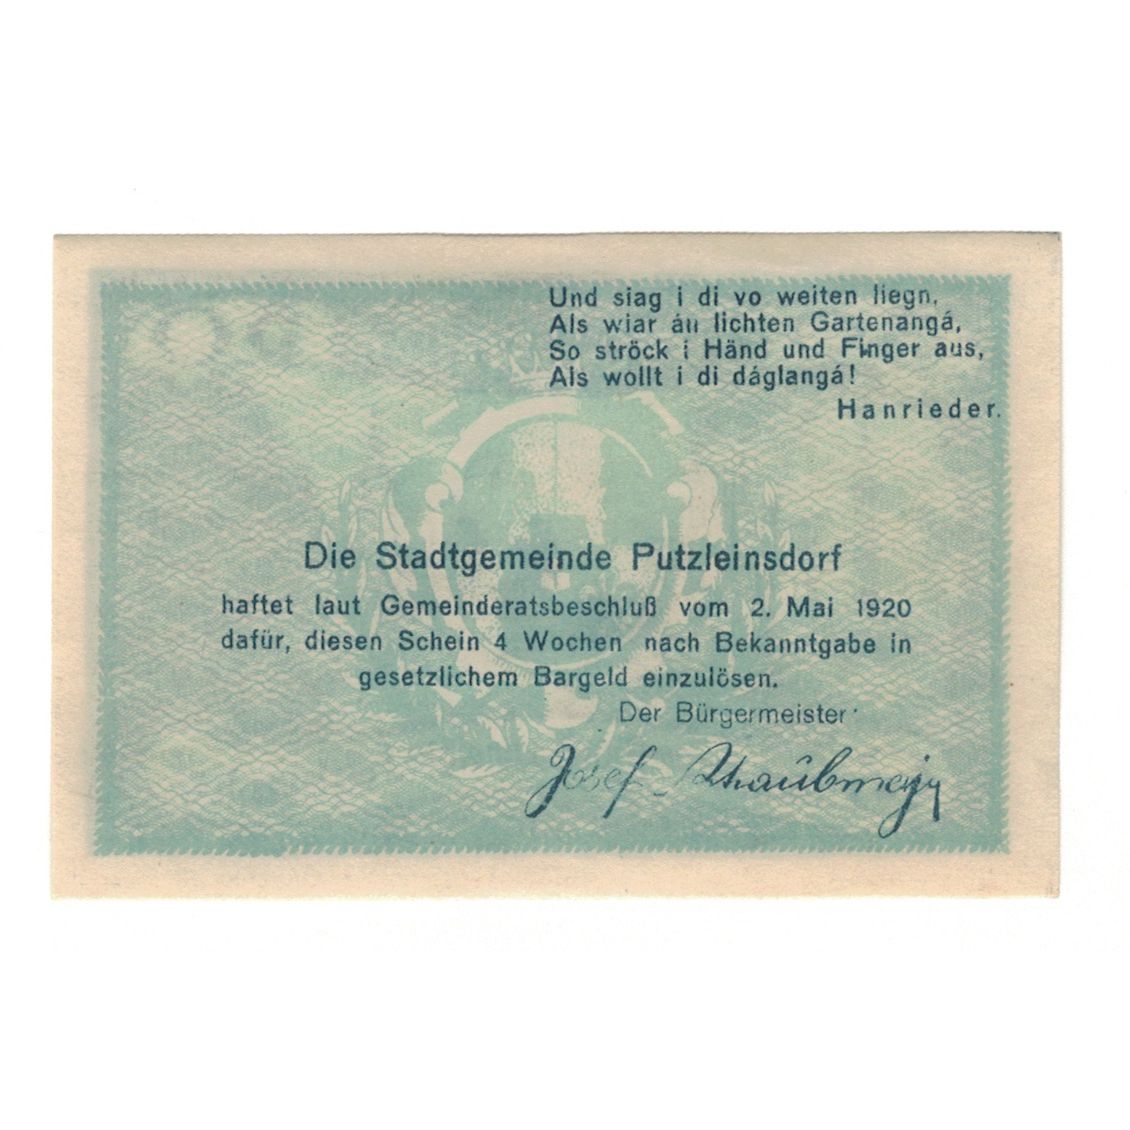 Und siag i di vo weiten liegn,
Als wiar áu lichten Gartenangá,
So ströck i Händ und Finger aus,
Als wollt i di dáglangá!
Hanrieder.
Die Stadtgemeinde Putzleinsdorf
haftet laut Gemeinderatsbeschluß vom 2. Mai 1920
dafür, diesen Schein 4 Wochen nach Bekanntgabe in
gesetzlichem Bargeld einzulösen.
Der Bürgermeister
Josef